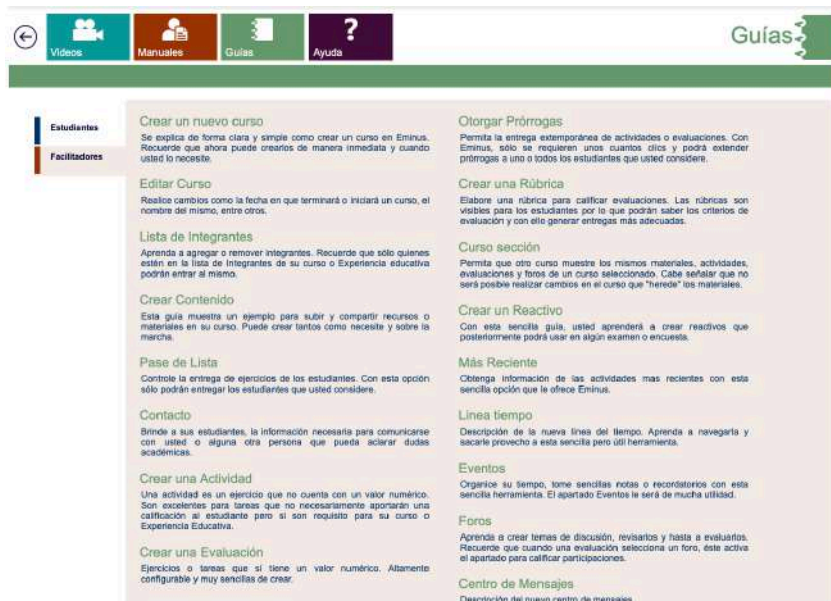 Videos
Manuales
Guías
Ayuda
?
Guías
Estudiantes
Facilitadores
Crear un nuevo curso
Se explica de forma clara y simple como crear un curso en Eminus.
Recuerde que ahora puede crearlos de manera inmediata y cuando
usted lo necesite.
Editar Curso
Realice cambios como la fecha en que terminará o iniciará un curso, el
nombre del mismo, entre otros.
Lista de Integrantes
Aprenda a agregar o remover integrantes. Recuerde que sólo quienes
estén en la lista de Integrantes de su curso o Experiencia educativa
podrán entrar al mismo.
Crear Contenido
Esta guía muestra un ejemplo para subir y compartir recursos o
materiales en su curso. Puede crear tantos como necesite y sobre la
marcha.
Pase de Lista
Controle la entrega de ejercicios de los estudiantes. Con esta opción
sólo podrán entregar los estudiantes que usted considere.
Contacto
Brinde a sus estudiantes, la información necesaria para comunicarse
con usted o alguna otra persona que pueda aclarar dudas
académicas.
Crear una Actividad
Una actividad es un ejercicio que no cuenta con un valor numérico.
Son excelentes para tareas que no necesariamente aportarán una
calificación al estudiante pero si son requisito para su curso o
Experiencia Educativa.
Crear una Evaluación
Ejercicios o tareas que si tiene un valor numérico. Altamente
configurable y muy sencillas de crear.
Otorgar Prórrogas
Permita la entrega extemporánea de actividades o evaluaciones. Con
Eminus, sólo se requieren unos cuantos clics y podrá extender
prórrogas a uno o todos los estudiantes que usted considere.
Crear una Rúbrica
Elabore una rúbrica para calificar evaluaciones. Las rúbricas son
visibles para los estudiantes por lo que podrán saber los criterios de
evaluación y con ello generar entregas más adecuadas.
Curso sección
Permita que otro curso muestre los mismos materiales, actividades,
evaluaciones y foros de un curso seleccionado. Cabe señalar que no
será posible realizar cambios en el curso que "herede" los materiales.
Crear un Reactivo
Con esta sencilla guía, usted aprenderá a crear reactivos que
posteriormente podrá usar en algún examen o encuesta.
Más Reciente
Obtenga información de las actividades mas recientes con esta
sencilla opción que le ofrece Eminus.
Linea tiempo
Descripción de la nueva línea del tiempo. Aprenda a navegarla y
sacarle provecho a esta sencilla pero útil herramienta.
Eventos
Organice su tiempo, tome sencillas notas o recordatorios con esta
sencilla herramienta. El apartado Eventos le será de mucha utilidad.
Foros
Aprenda a crear temas de discusión, revisarlos y hasta a evaluarlos.
Recuerde que cuando una evaluación selecciona un foro, éste activa
el apartado para calificar participaciones.
Centro de Mensajes
Descripción del nuevo centro de mensajes